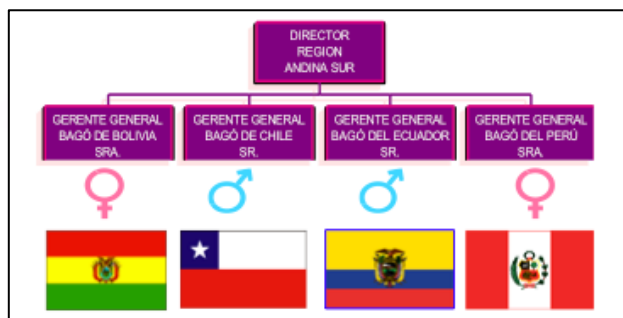 DIRECTOR
REGION
ANDINA SUR
GERENTE GENERAL
BAGÓ DE BOLIVIA
SRA.
GERENTE GENERAL
BAGÓ DE CHILE
SR.
GERENTE GENERAL
BAGÓ DEL ECUADOR
SR.
GERENTE GENERAL
BAGÓ DEL PERÚ
SRA.